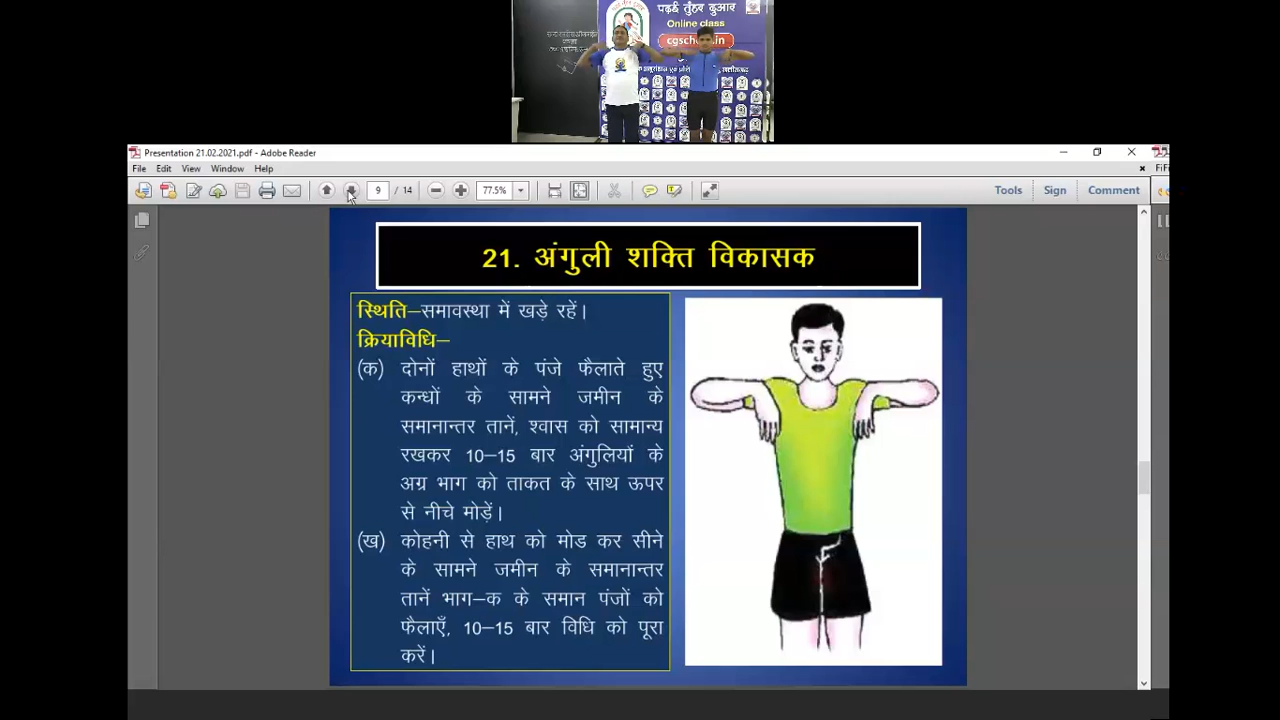 पढ़ई तुंहर दुआर
Online class
Presentation 21.02.2021.pdf - Adobe Reader
File Edit View Window Help
9 / 14 77.5% Tools Sign Comment
21. अंगुली शक्ति विकासक
स्थिति–समावस्था में खड़े रहें।
क्रियाविधि–
(क) दोनों हाथों के पंजे फैलाते हुए
कन्धों के सामने जमीन के
समानान्तर तानें, श्वास को सामान्य
रखकर 10–15 बार अंगुलियों के
अग्र भाग को ताकत के साथ ऊपर
से नीचे मोड़ें।
(ख) कोहनी से हाथ को मोड कर सीने
के सामने जमीन के समानान्तर
तानें भाग–क के समान पंजों को
फैलाएँ, 10–15 बार विधि को पूरा
करें।